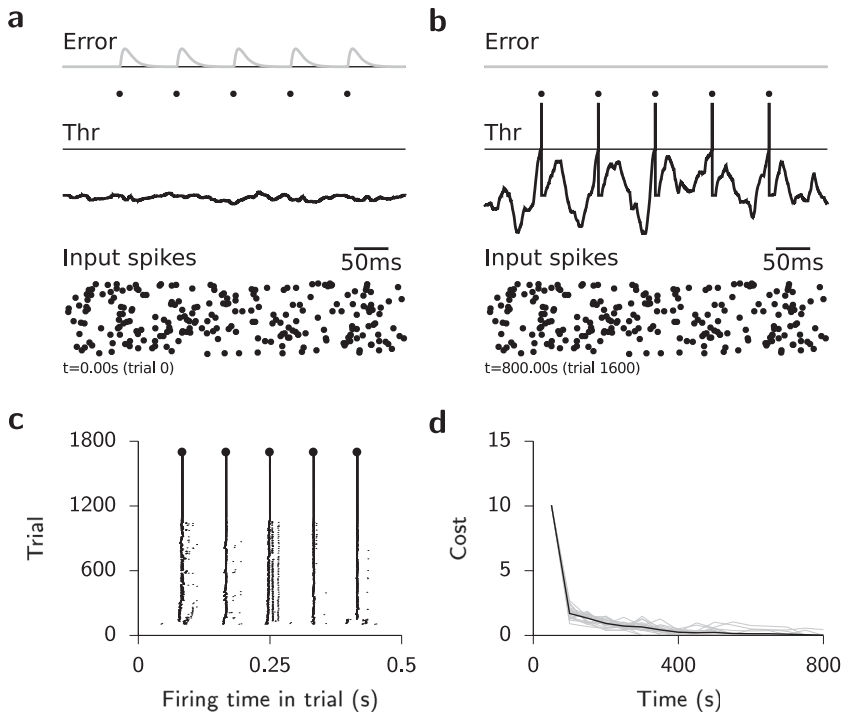 a
Error
Thr
Input spikes
50ms
t=0.00s (trial 0)
b
Error
Thr
Input spikes
50ms
t=800.00s (trial 1600)
c
1800
1200
600
0
Trial
0
0.25
0.5
Firing time in trial (s)
d
15
10
5
0
Cost
0
400
800
Time (s)